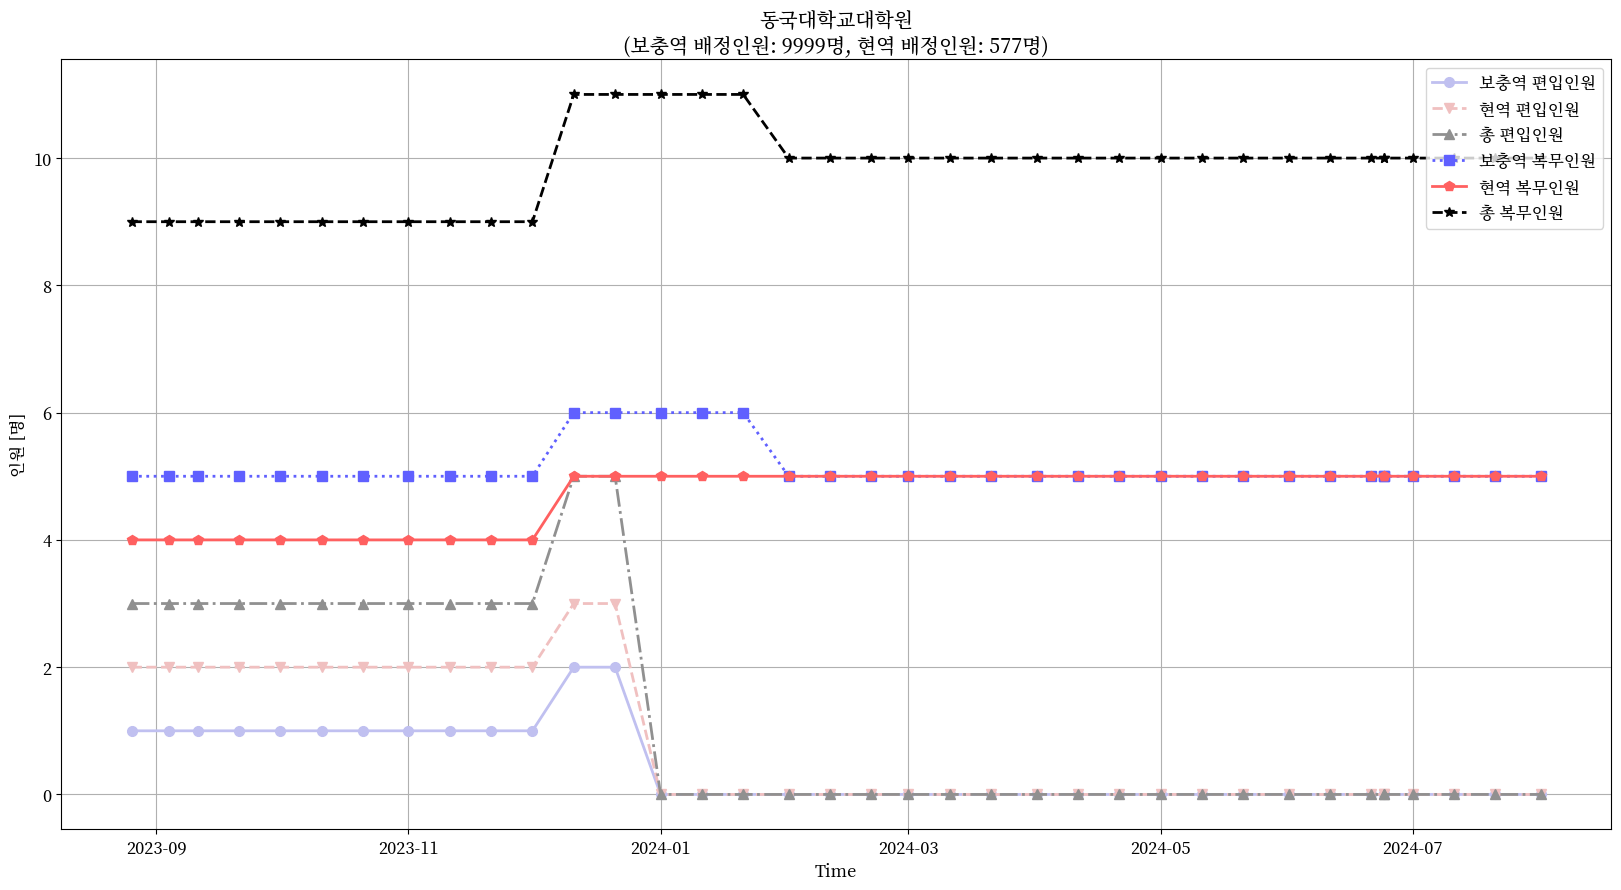 동국대학교대학원
(보충역 배정인원: 9999명, 현역 배정인원: 577명)
보충역 편입인원
현역 편입인원
총 편입인원
보충역 복무인원
현역 복무인원
총 복무인원
인원 [명]
10
8
6
4
2
0
2023-09
2023-11
2024-01
2024-03
2024-05
2024-07
Time